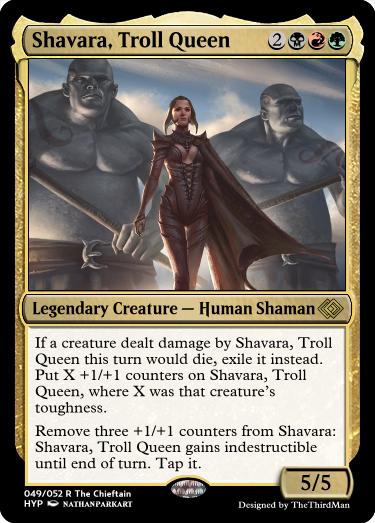 Shavara, Troll Queen 2
Legendary Creature — Human Shaman
If a creature dealt damage by Shavara, Troll
Queen this turn would die, exile it instead.
Put X +1/+1 counters on Shavara, Troll
Queen, where X was that creature's
toughness.
Remove three +1/+1 counters from Shavara:
Shavara, Troll Queen gains indestructible
until end of turn. Tap it.
5/5
049/052 R The Chieftain
HYP NATHANPARKART
Designed by TheThirdMan